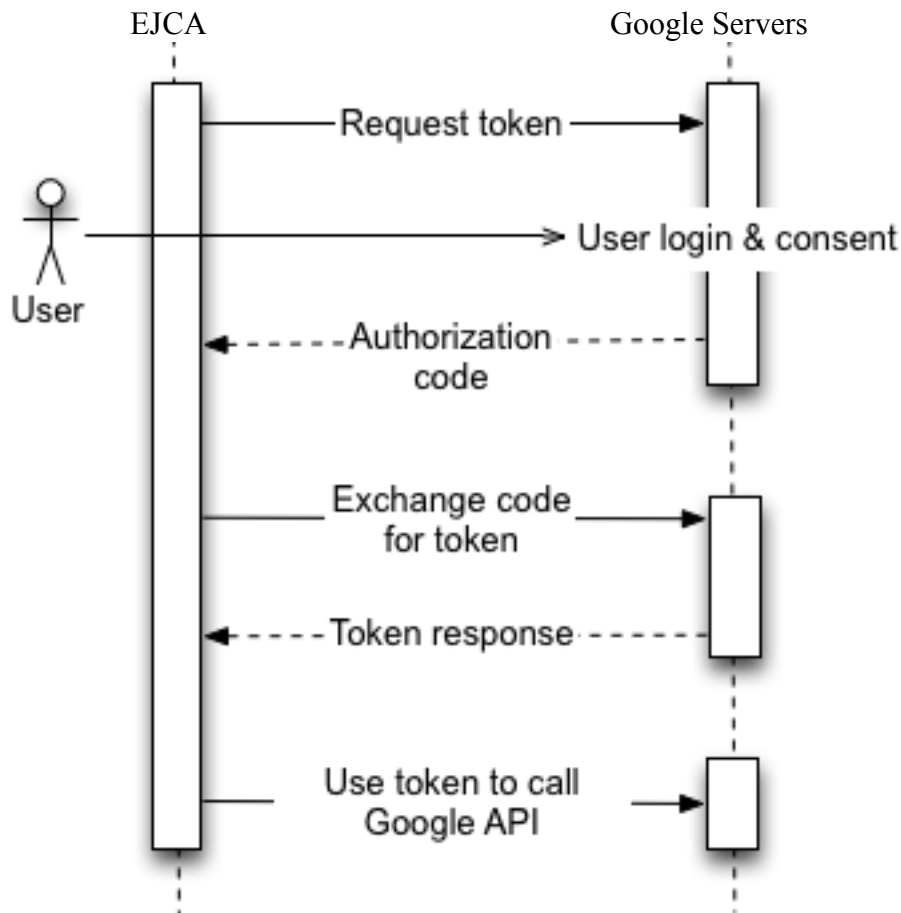 EJCA
Google Servers
Request token
User login & consent
User
Authorization
code
Exchange code
for token
Token response
Use token to call
Google API